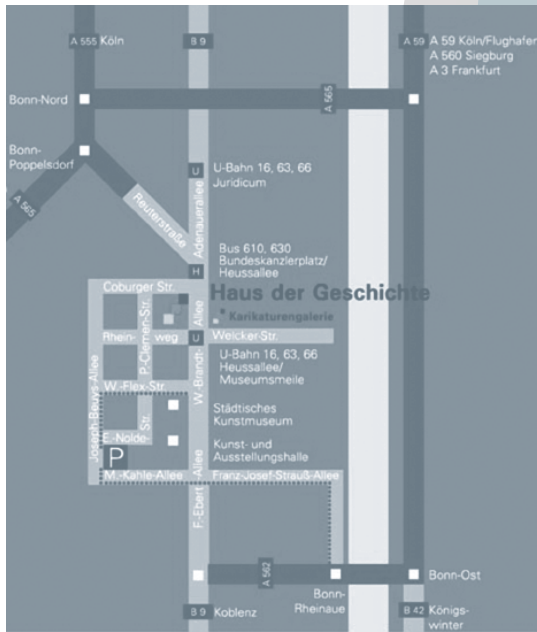 A 555 Köln
B 9
A 59 A 59 Köln/Flughafen
A 560 Siegburg
A 3 Frankfurt
Bonn-Nord
A 565
Bonn-
Poppelsdorf
A 565
U
U-Bahn 16, 63, 66
Juridicum
Reuterstraße
Adenauerallee
Bus 610, 630
Bundeskanzlerplatz/
Heussallee
H
Coburger Str.
Haus der Geschichte
Karikaturengalerie
P.-Clemen-Str.
W.-Brandt-Allee
Rhein-weg
U
Welcker-Str.
U-Bahn 16, 63, 66
Heussallee/
Museumsmeile
Joseph-Beuys-Allee
W.-Flex-Str.
Städtisches
Kunstmuseum
E.-Nolde-Str.
Kunst- und
Ausstellungshalle
P
M.-Kahle-Allee
Franz-Josef-Strauß-Allee
F.-Ebert-Allee
A 562
Bonn-Ost
Bonn-
Rheinaue
B 9 Koblenz
B 42 Königs-
winter